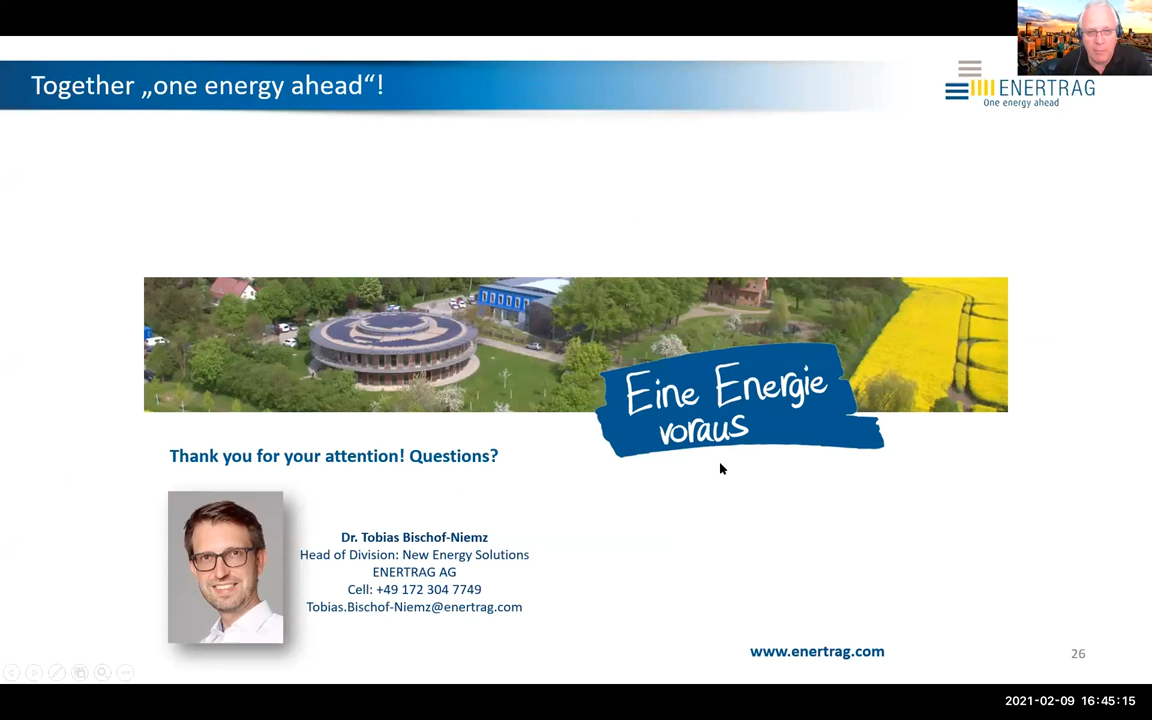 Together „one energy ahead“!
ENERTRAG
One energy ahead
Eine Energie
voraus
Thank you for your attention! Questions?
Dr. Tobias Bischof-Niemz
Head of Division: New Energy Solutions
ENERTRAG AG
Cell: +49 172 304 7749
Tobias.Bischof-Niemz@enertrag.com
www.enertrag.com
26
2021-02-09 16:45:15